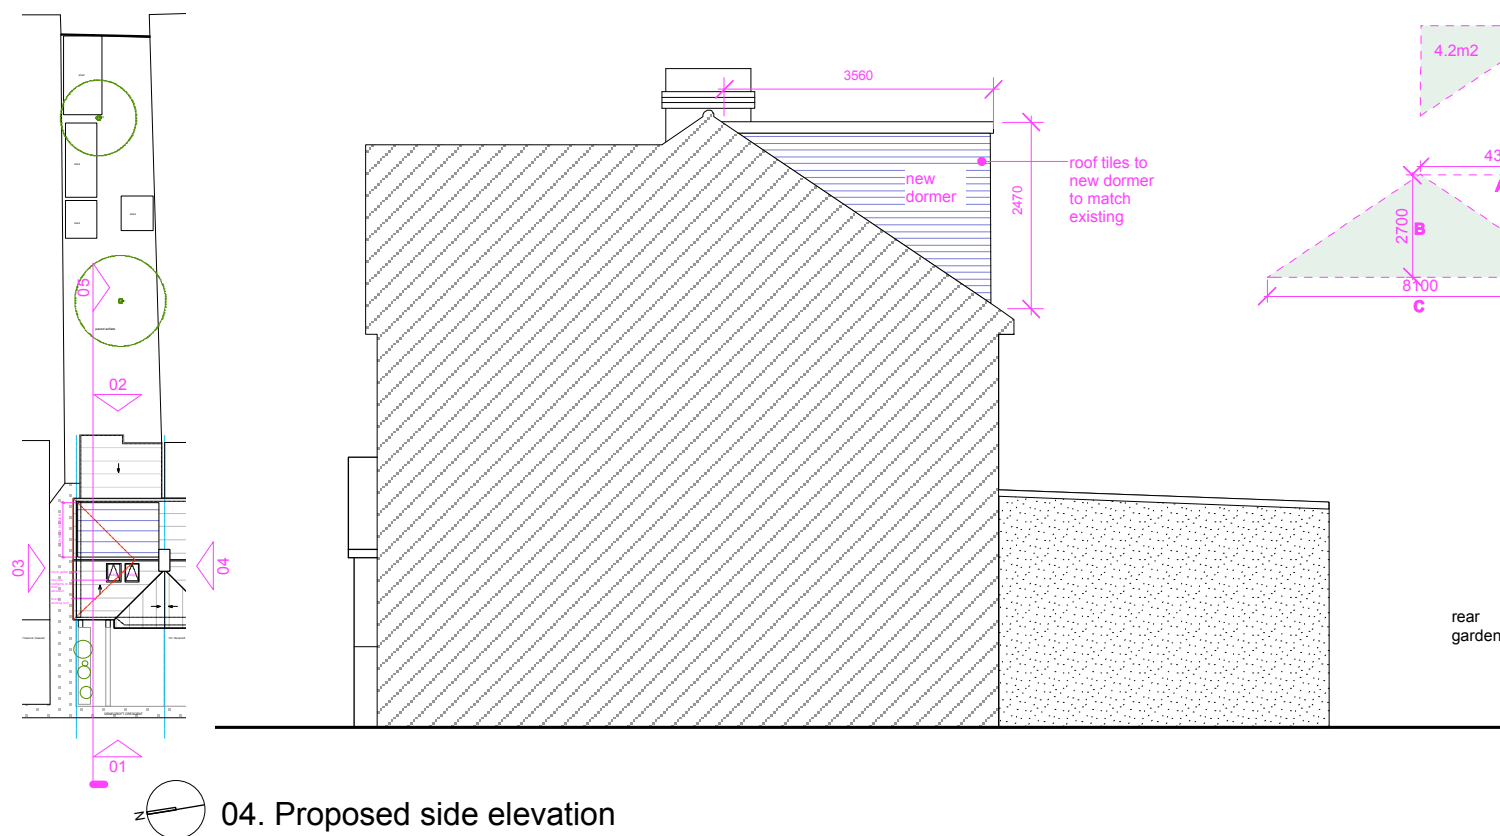 4.2m2
3560
new
dormer
2470
roof tiles to
new dormer
to match
existing
43
A
2700
B
8100
C
05
02
03
04
01
rear
garden
N
04. Proposed side elevation